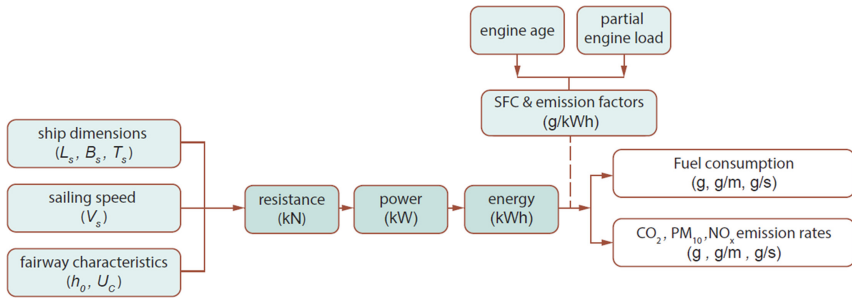 engine age
partial
engine load
SFC & emission factors
(g/kWh)
ship dimensions
(Ls, Bs, Ts)
sailing speed
(Vs)
fairway characteristics
(h0, UC)
resistance
(kN)
power
(kW)
energy
(kWh)
Fuel consumption
(g, g/m, g/s)
CO2, PM10,NOx emission rates
(g , g/m , g/s)